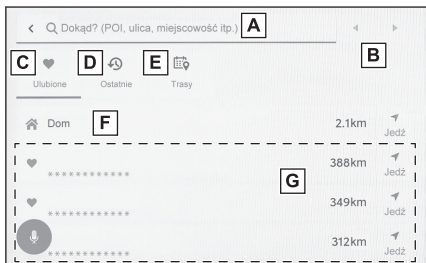 Dokąd? (POI, ulica, miejscowość itp.) A
B
C D E
Ulubione Ostatnie Trasy
Dom F 2.1km Jedź
388km Jedź
************
G
349km Jedź
************
312km Jedź
************